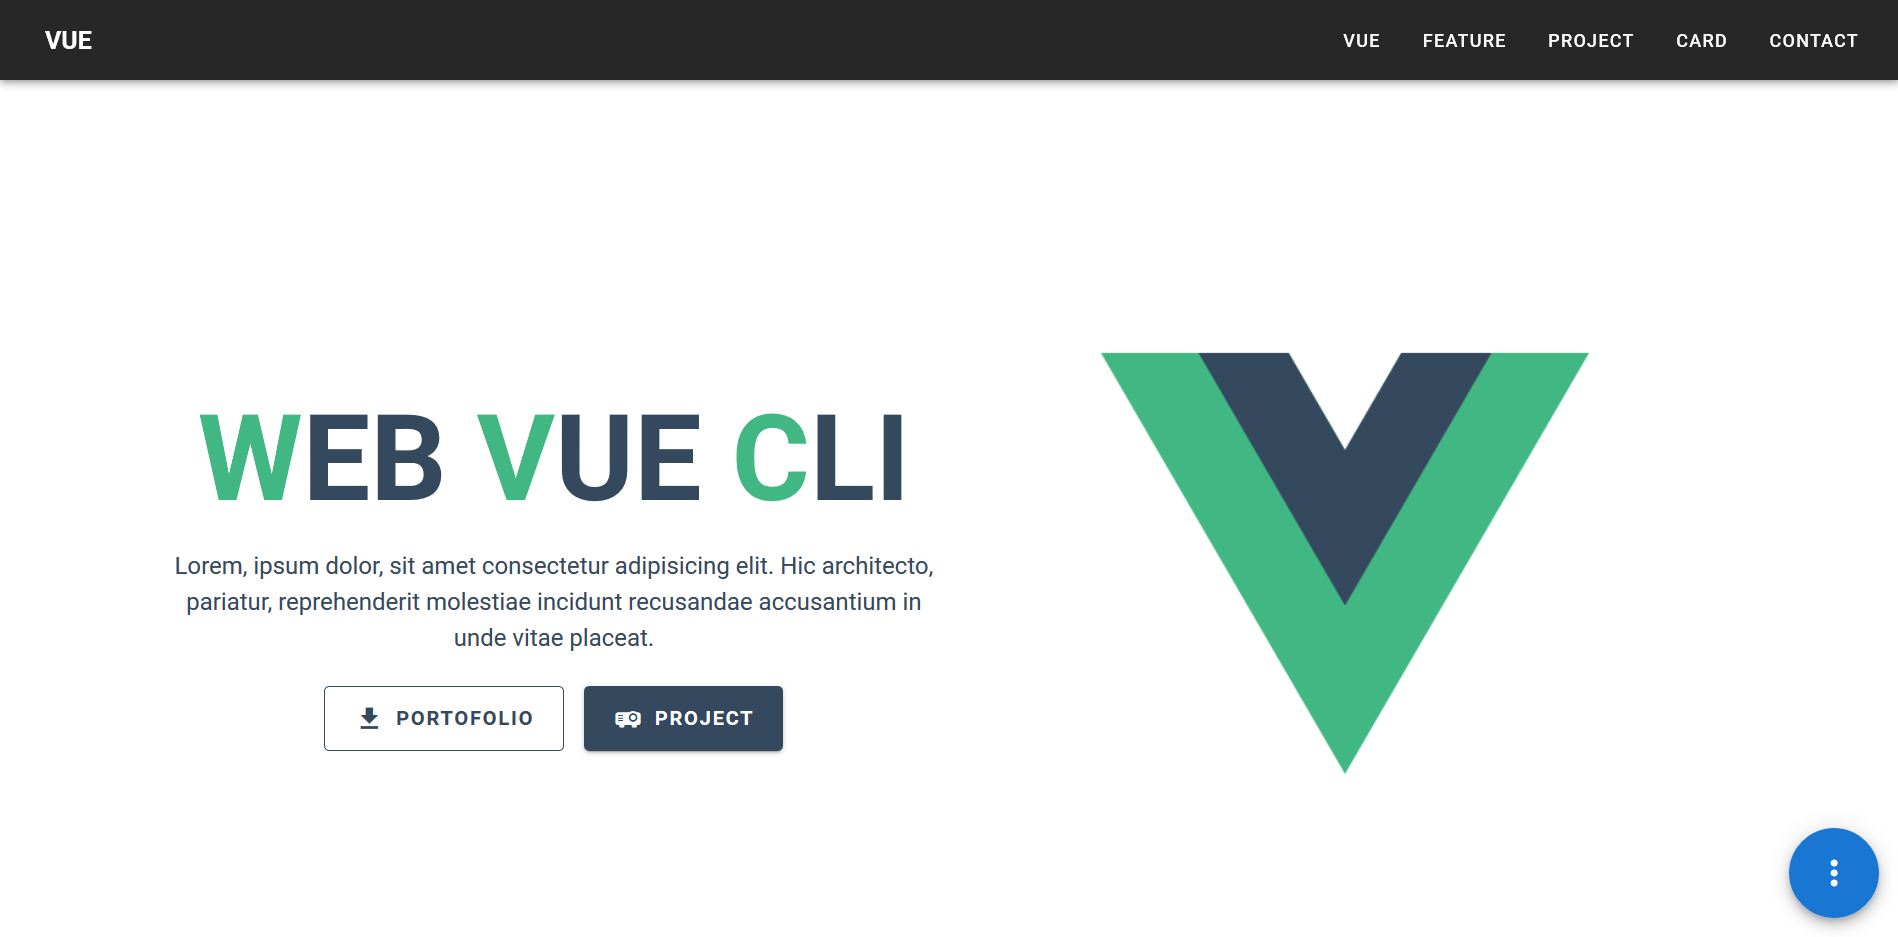 VUE
VUE FEATURE PROJECT CARD CONTACT
WEB VUE CLI
Lorem, ipsum dolor, sit amet consectetur adipisicing elit. Hic architecto,
pariatur, reprehenderit molestiae incidunt recusandae accusantium in
unde vitae placeat.
PORTOFOLIO
PROJECT